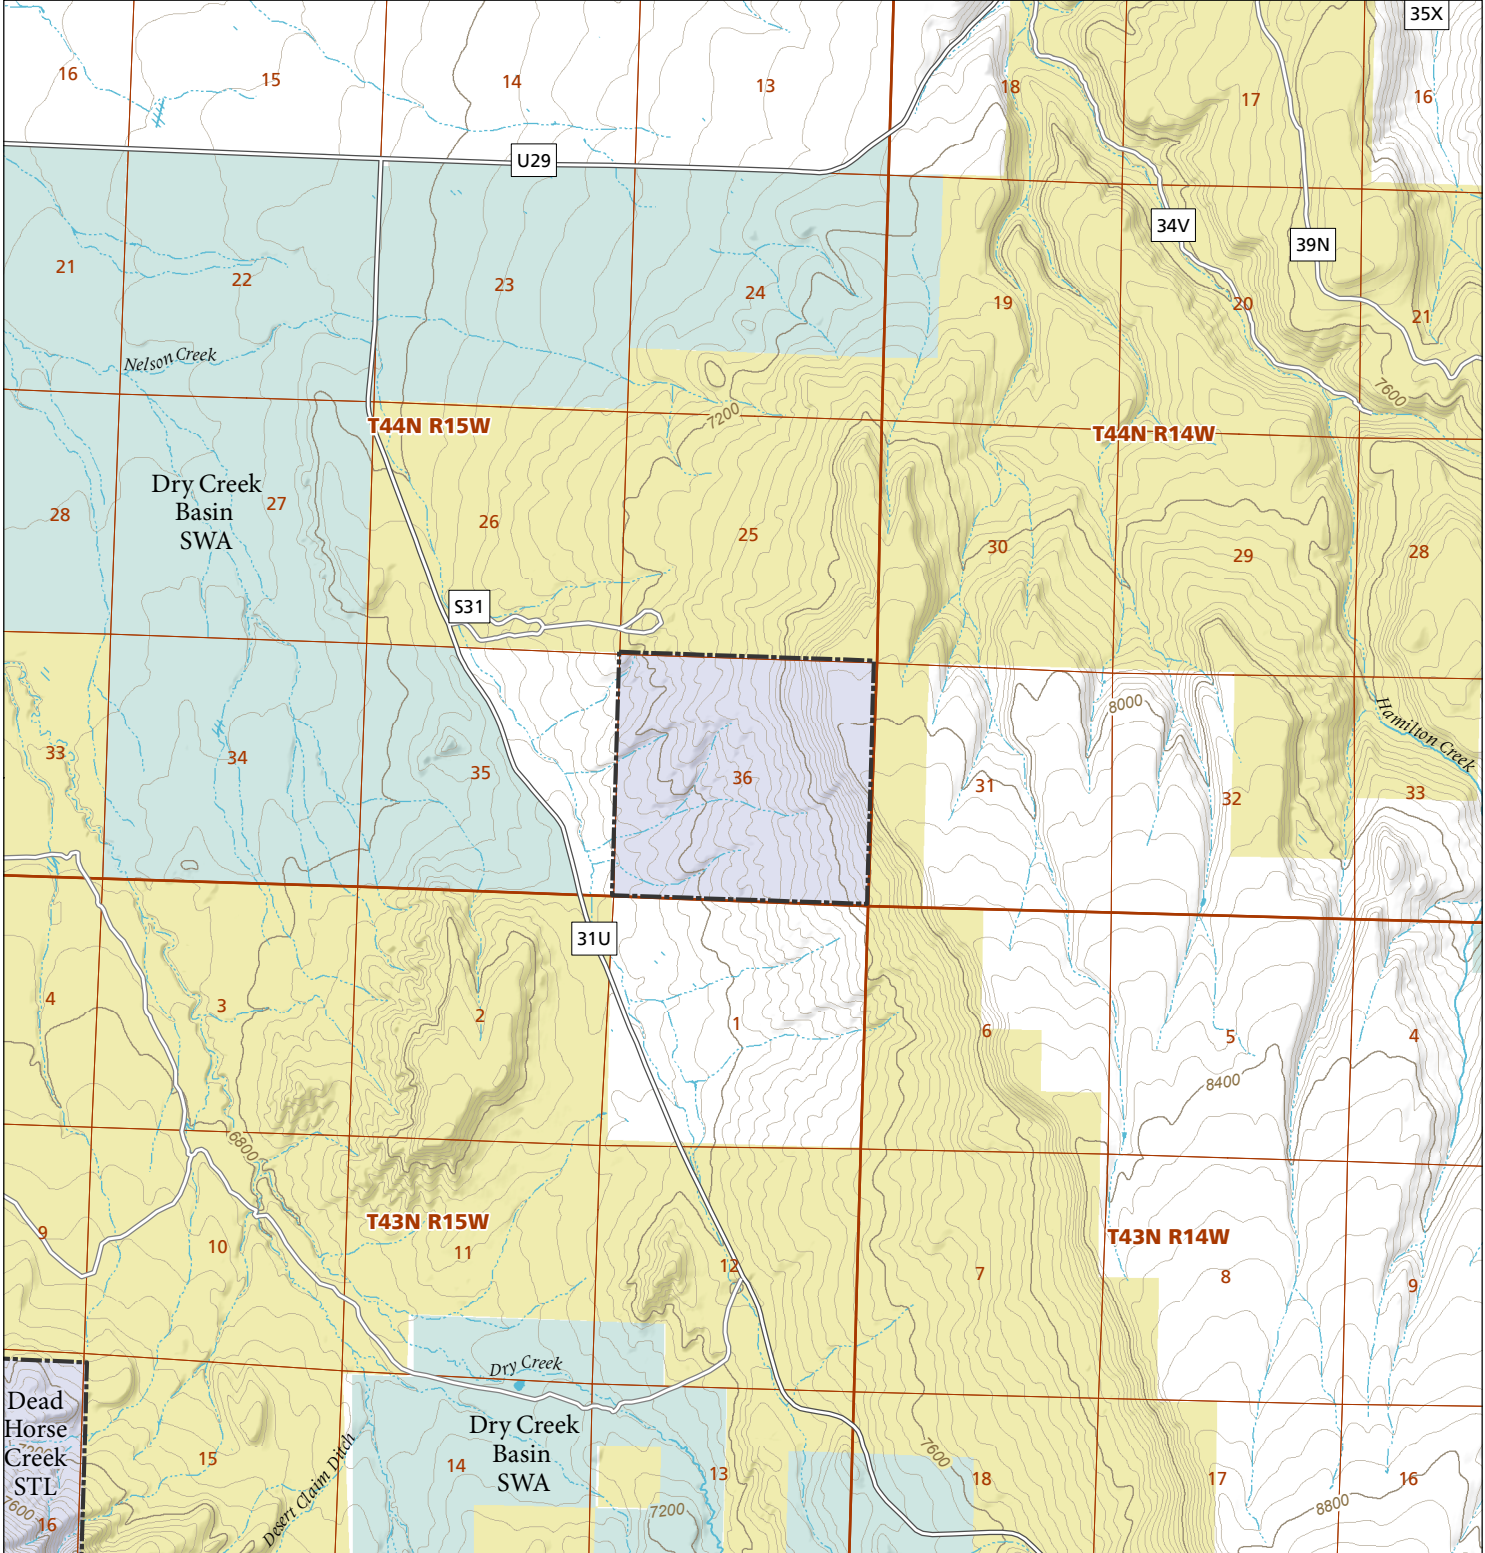 35X
16
15
14
13
18
17
16
U29
34V
39N
21
22
23
24
19
20
21
Nelson Creek
7600
7200
T44N R15W
T44N R14W
Dry Creek
Basin
SWA
28
27
26
25
30
29
28
S31
8000
Hamilton Creek
33
34
35
36
31
32
33
31U
4
3
2
1
6
5
4
8400
6800
T43N R15W
T43N R14W
9
10
11
12
7
8
9
Dry Creek
Dead
Horse
Creek
STL
7200
7600
16
15
Desert Claim Ditch
Dry Creek
Basin
SWA
14
13
7200
7600
18
17
16
8800